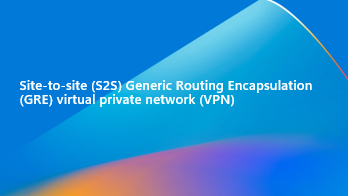 Site-to-site (S2S) Generic Routing Encapsulation
(GRE) virtual private network (VPN)